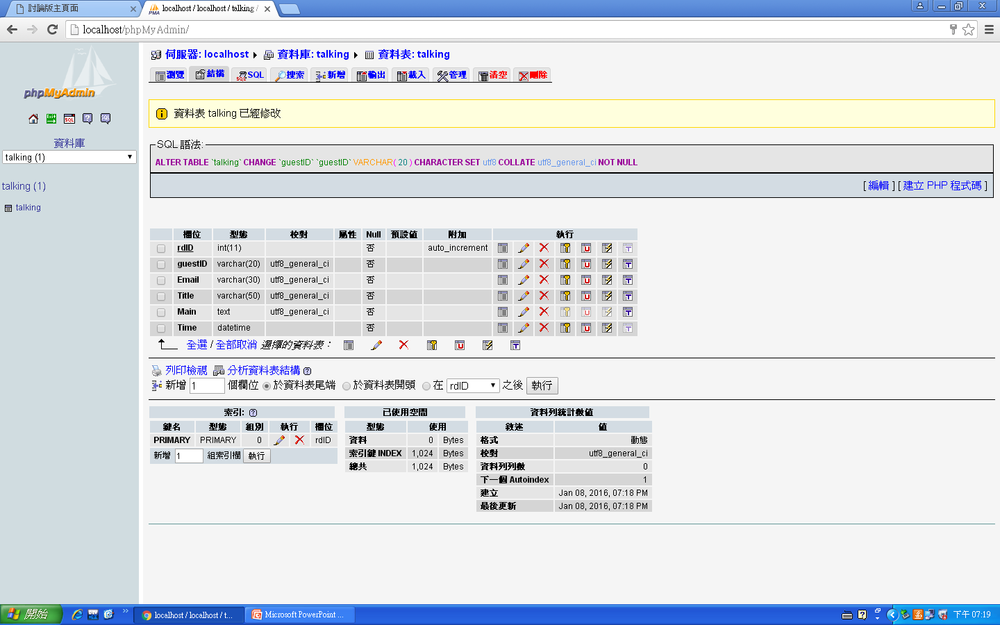 討論版主頁面
localhost / localhost / talking /
localhost/phpMyAdmin/
phpMyAdmin
資料庫
talking (1)
talking (1)
talking
伺服器: localhost ▸ 資料庫: talking ▸ 資料表: talking
瀏覽 結構 SQL 搜索 新增 輸出 載入 管理 清空 刪除
資料表 talking 已經修改
SQL 語法:
ALTER TABLE `talking` CHANGE `guestID` `guestID` VARCHAR( 20 ) CHARACTER SET utf8 COLLATE utf8_general_ci NOT NULL
[ 編輯 ] [ 建立 PHP 程式碼 ]
欄位 型態 校對 屬性 Null 預設值 附加 執行
rdID int(11) 否 auto_increment
guestID varchar(20) utf8_general_ci 否
Email varchar(30) utf8_general_ci 否
Title varchar(50) utf8_general_ci 否
Main text utf8_general_ci 否
Time datetime 否
全選 / 全部取消 選擇的資料表：
列印檢視 分析資料表結構
新增 1 個欄位 於資料表尾端 於資料表開頭 在 rdID 之後 執行
索引:
鍵名 型態 組別 執行 欄位
PRIMARY PRIMARY 0 rdID
新增 1 組索引欄 執行
已使用空間
型態 使用
資料 0 Bytes
索引鍵 INDEX 1,024 Bytes
總共 1,024 Bytes
資料列統計數值
敘述 值
格式 動態
校對 utf8_general_ci
資料列列數 0
下一個 Autoindex 1
建立 Jan 08, 2016, 07:18 PM
最後更新 Jan 08, 2016, 07:18 PM
開始
localhost / localhost / t...
Microsoft PowerPoint ...
下午 07:19